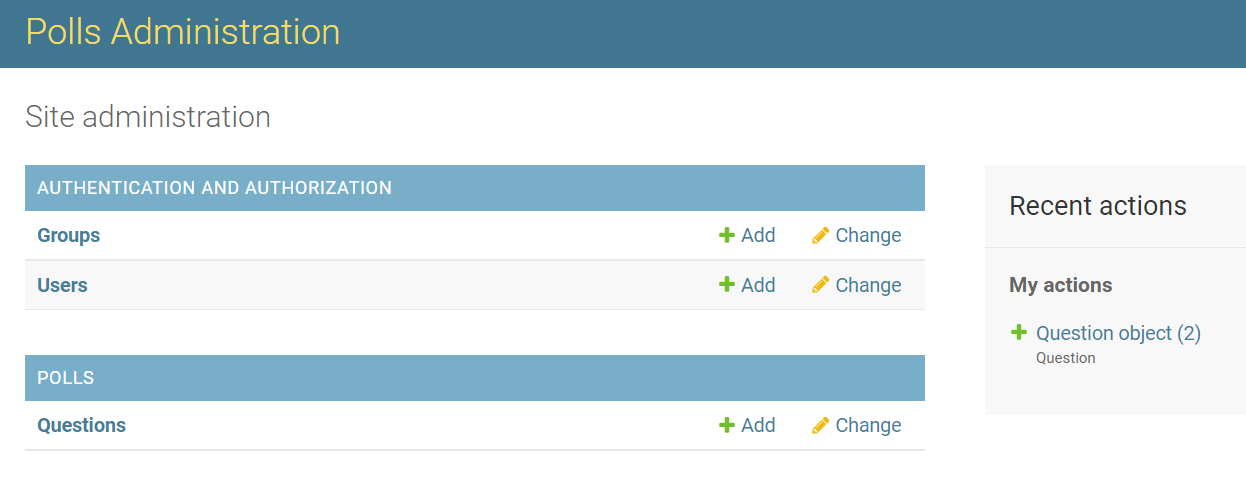 Polls Administration
Site administration
AUTHENTICATION AND AUTHORIZATION
Groups Add Change
Users Add Change
POLLS
Questions Add Change
Recent actions
My actions
Question object (2)
Question